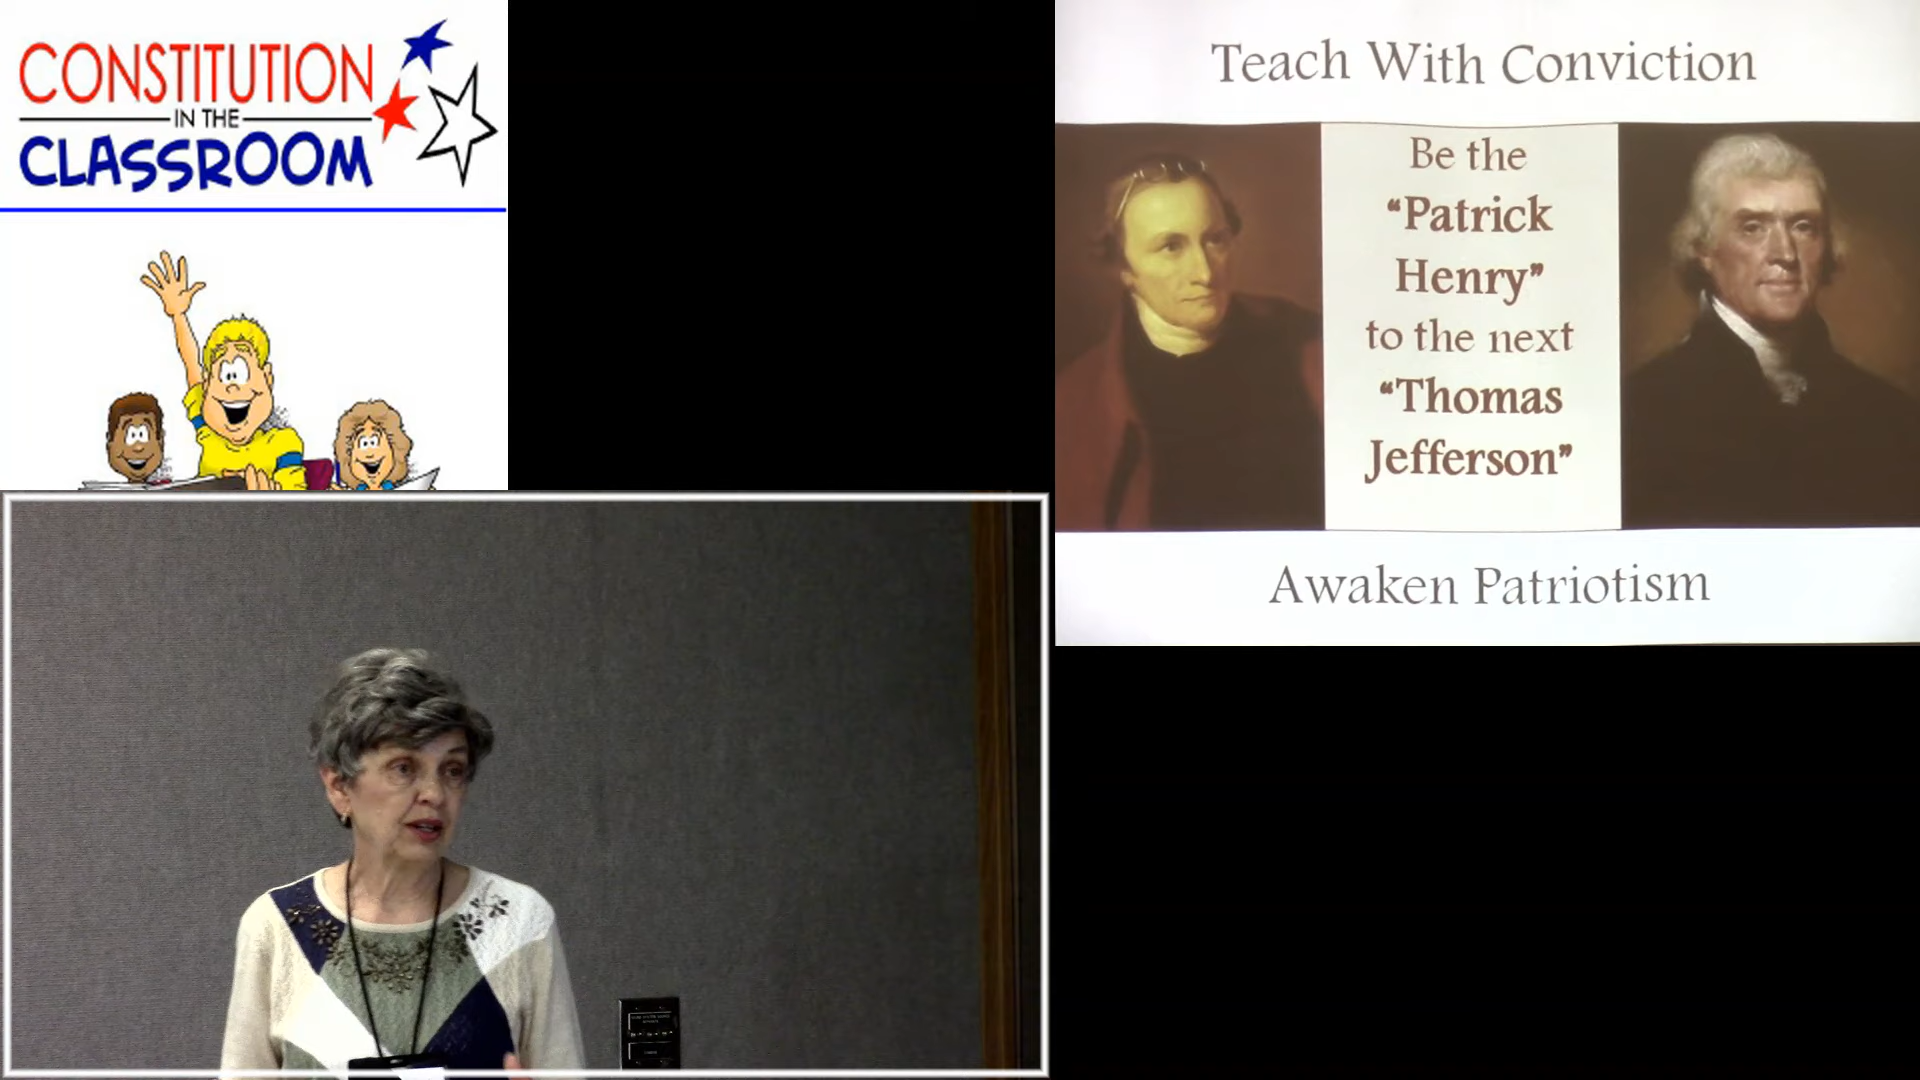 CONSTITUTION
IN THE
CLASSROOM
Teach With Conviction
Be the
“Patrick
Henry”
to the next
“Thomas
Jefferson”
Awaken Patriotism